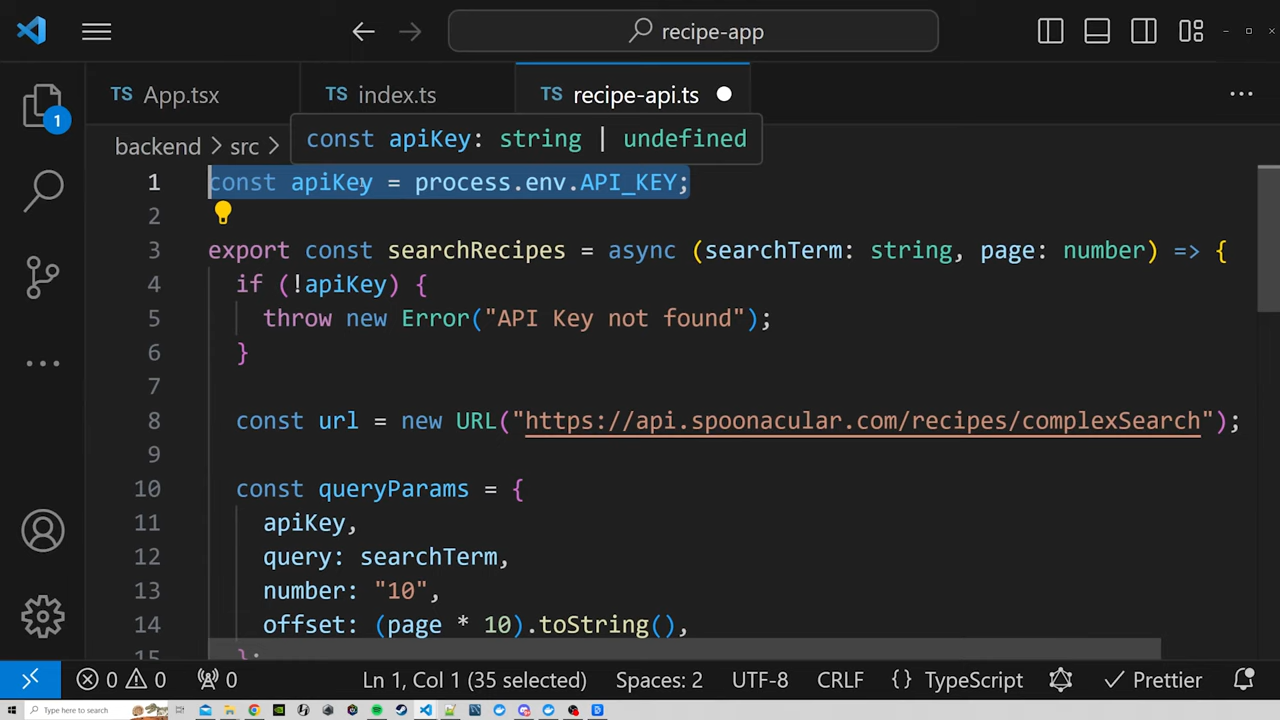 recipe-app
TS App.tsx
TS index.ts
TS recipe-api.ts
backend > src >
const apiKey: string | undefined
1 const apiKey = process.env.API_KEY;
2
3 export const searchRecipes = async (searchTerm: string, page: number) => {
4 if (!apiKey) {
5 throw new Error("API Key not found");
6 }
7
8 const url = new URL("https://api.spoonacular.com/recipes/complexSearch");
9
10 const queryParams = {
11 apiKey,
12 query: searchTerm,
13 number: "10",
14 offset: (page * 10).toString(),
15 };
1
0 0 0 Ln 1, Col 1 (35 selected) Spaces: 2 UTF-8 CRLF {} TypeScript Prettier
Type here to search